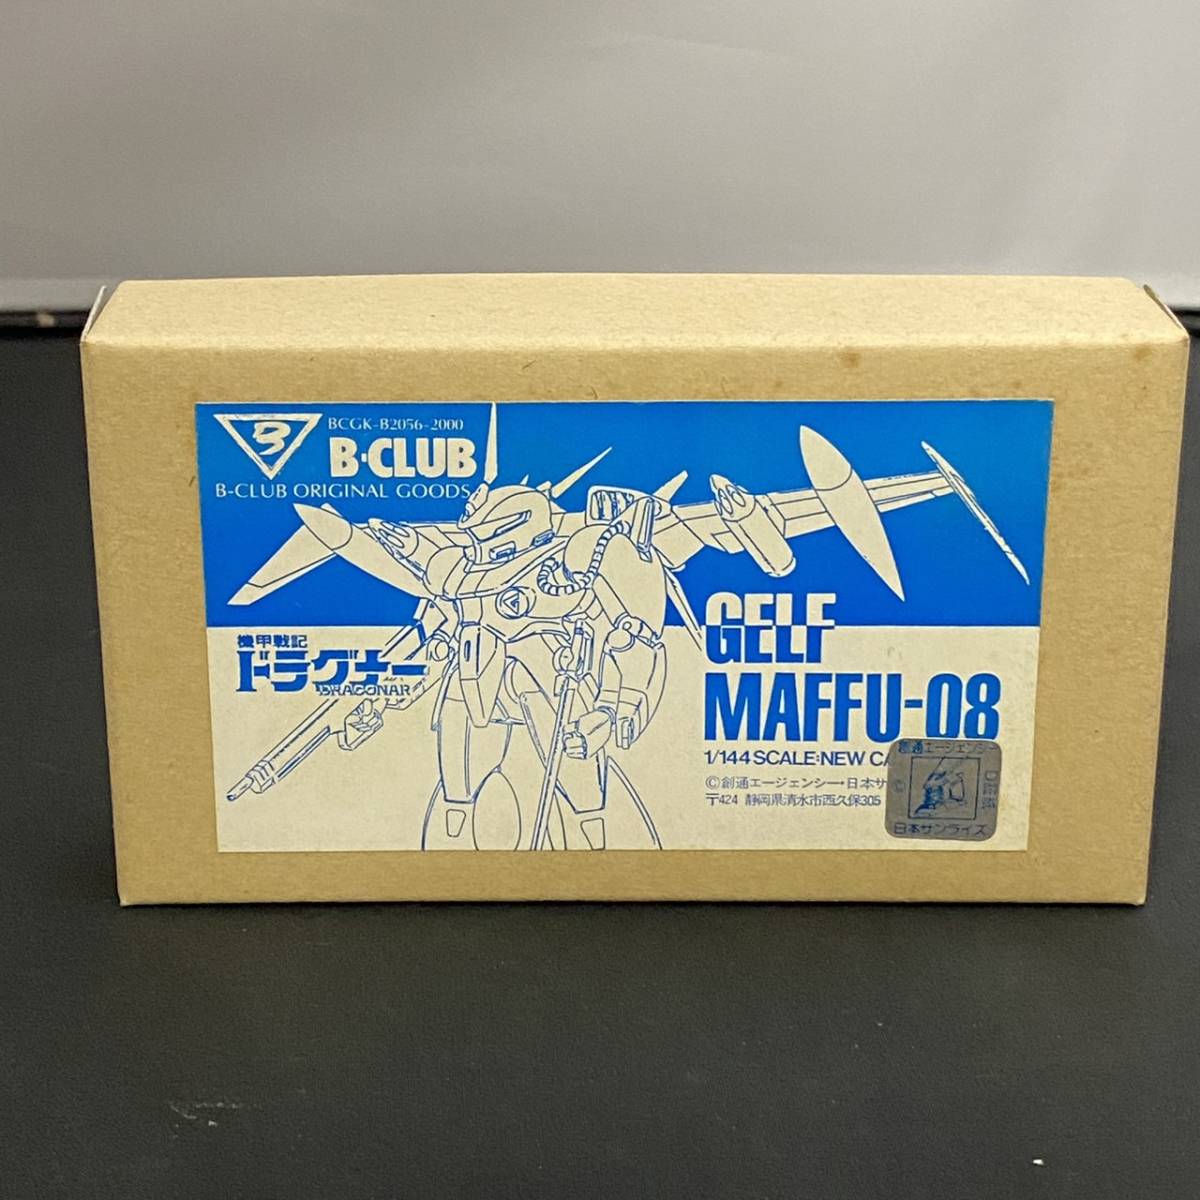 BCGK-B2056-2000
B·CLUB
B-CLUB ORIGINAL GOODS
機甲戦記
ドラグナー
DRAGONAR
GELF
MAFFU-08
1/144 SCALE:NEW
©創通エージェンシー・日本サ
〒424 静岡県清水市西久保305
創通エージェンシー
©
日本サンライズ